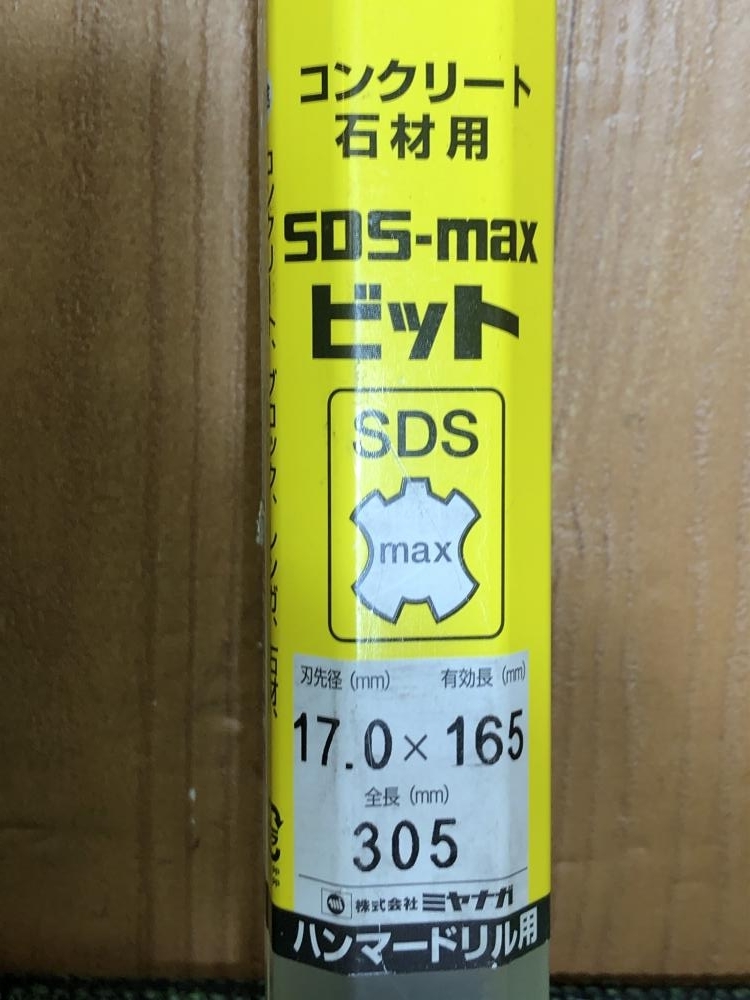 コンクリート
石材用
SDS-max
ビット
SDS
max
刃先径(mm) 有効長(mm)
17.0×165
全長(mm)
305
株式会社ミヤナガ
ハンマードリル用